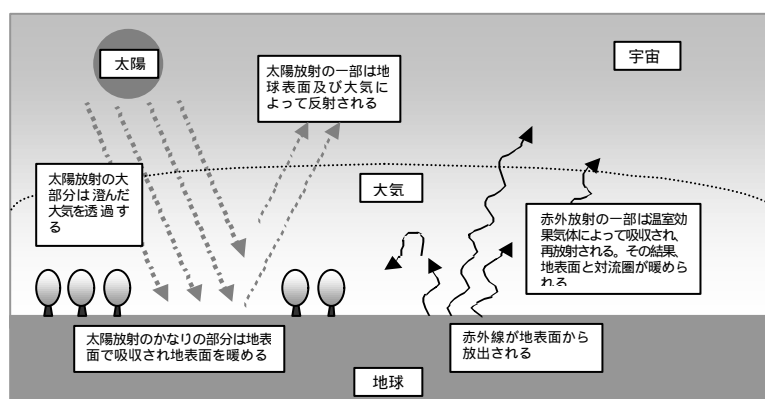 太陽
太陽放射の一部は地
球表面及び大気に
よって反射される
宇宙
太陽放射の大
部分は澄んだ
大気を透過す
る
大気
赤外放射の一部は温室効
果気体によって吸収され、
再放射される。その結果、
地表面と対流圏が暖めら
れる
太陽放射のかなりの部分は地表
面で吸収され地表面を暖める
赤外線が地表面から
放出される
地球